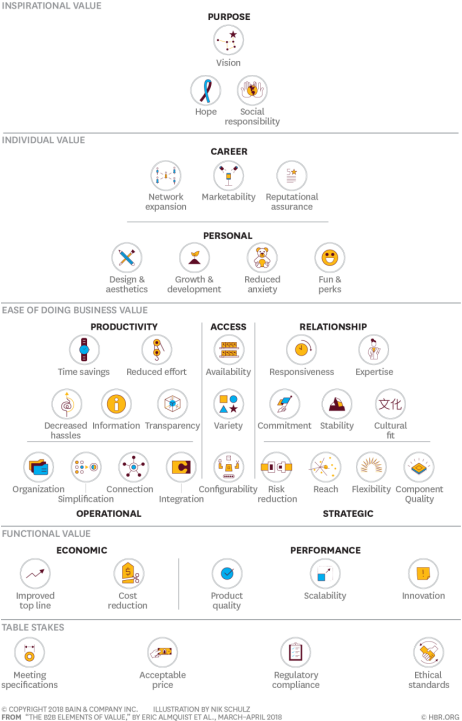 INSPIRATIONAL VALUE
PURPOSE
Vision
Hope
Social
responsibility
INDIVIDUAL VALUE
CAREER
Network
expansion
Marketability
Reputational
assurance
PERSONAL
Design &
aesthetics
Growth &
development
Reduced
anxiety
Fun &
perks
EASE OF DOING BUSINESS VALUE
PRODUCTIVITY
ACCESS
RELATIONSHIP
Time savings
Reduced effort
Availability
Responsiveness
Expertise
文化
Decreased
hassles
Information
Transparency
Variety
Commitment
Stability
Cultural
fit
Organization
Simplification
Connection
Integration
Configurability
Risk
reduction
Reach
Flexibility
Component
Quality
OPERATIONAL
STRATEGIC
FUNCTIONAL VALUE
ECONOMIC
PERFORMANCE
Improved
top line
Cost
reduction
Product
quality
Scalability
Innovation
TABLE STAKES
Meeting
specifications
Acceptable
price
Regulatory
compliance
Ethical
standards
© COPYRIGHT 2018 BAIN & COMPANY INC. ILLUSTRATION BY NIK SCHULZ
FROM "THE B2B ELEMENTS OF VALUE," BY ERIC ALMQUIST ET AL., MARCH-APRIL 2018
© HBR.ORG